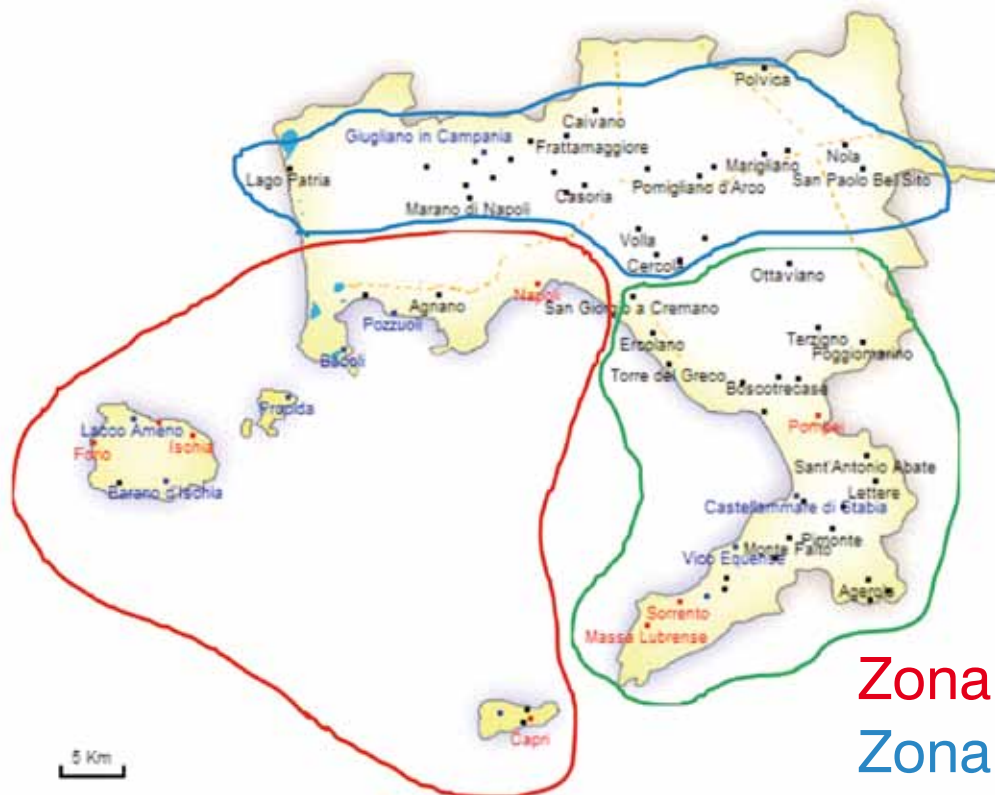 Polvica
Caivano
Giugliano in Campania
Frattamaggiore
Nola
Marigliano
Lago Patria
Pomigliano d'Arco
San Paolo Bel Sito
Casoria
Marano di Napoli
Volla
Cercola
Ottaviano
Napoli
Agnano
San Giorgio a Cremano
Pozzuoli
Ercolano
Terzigno
Poggiomarino
Bacoli
Torre del Greco
Boscotrecase
Procida
Pompei
Lacco Ameno
Ischia
Forio
Sant'Antonio Abate
Barano d'Ischia
Lettere
Castellammare di Stabia
Pimonte
Monte Faito
Vico Equense
Agerola
Sorrento
Massa Lubrense
Zona
Capri
Zona
5 Km